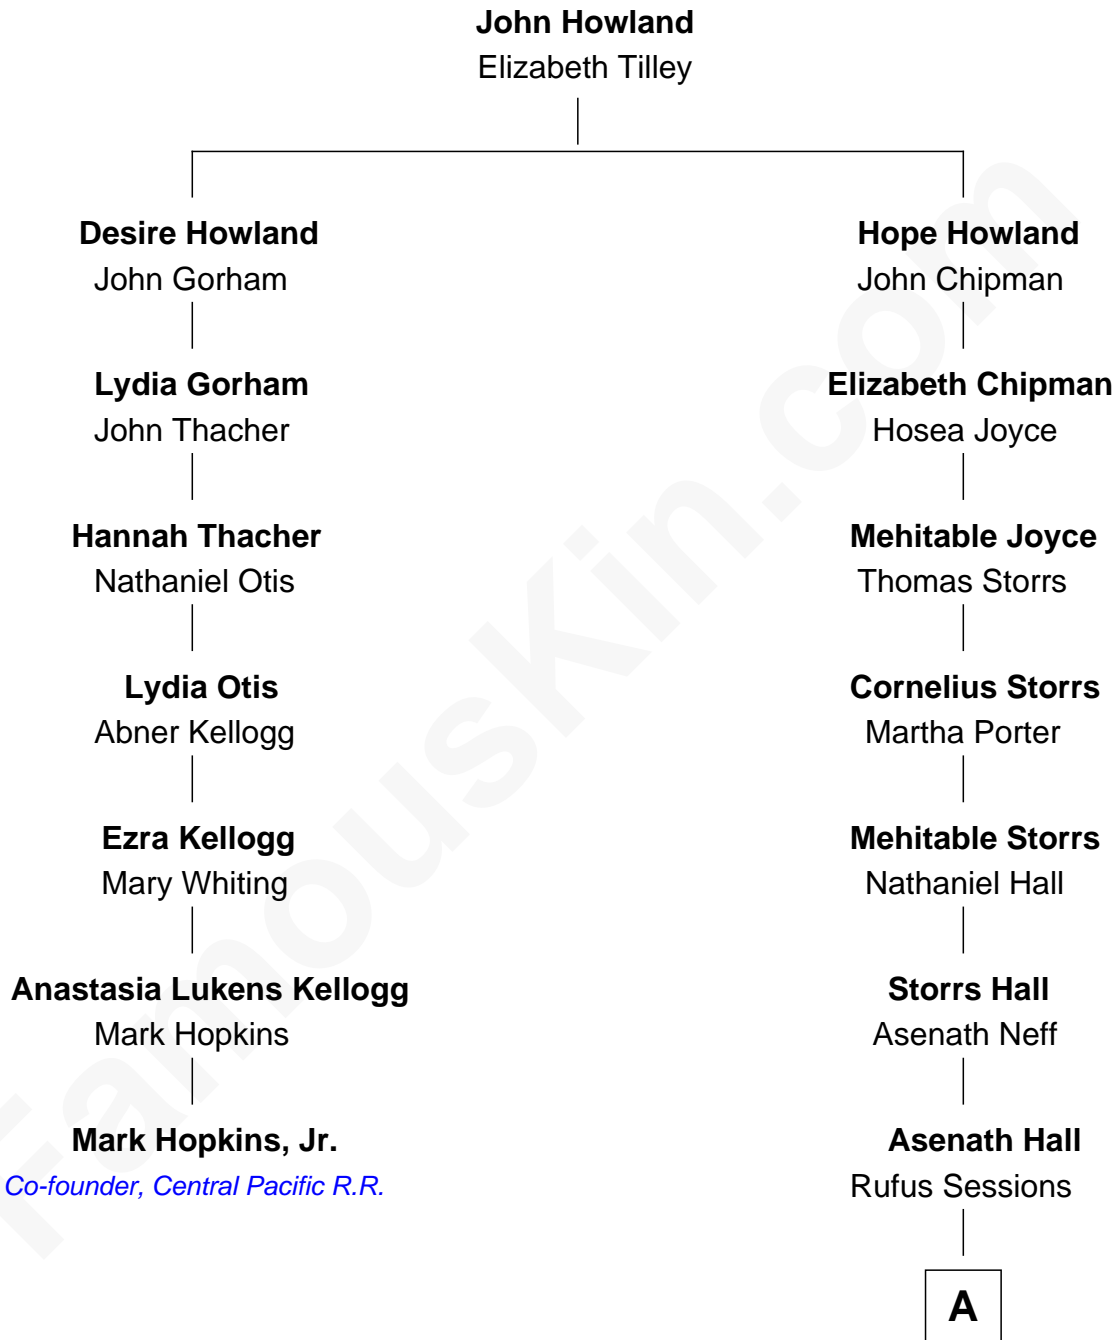 John Howland
Elizabeth Tilley
Desire Howland
John Gorham
Hope Howland
John Chipman
Lydia Gorham
John Thacher
Elizabeth Chipman
Hosea Joyce
Hannah Thacher
Nathaniel Otis
Mehitable Joyce
Thomas Storrs
Lydia Otis
Abner Kellogg
Cornelius Storrs
Martha Porter
Ezra Kellogg
Mary Whiting
Mehitable Storrs
Nathaniel Hall
Anastasia Lukens Kellogg
Mark Hopkins
Storrs Hall
Asenath Neff
Mark Hopkins, Jr.
Co-founder, Central Pacific R.R.
Asenath Hall
Rufus Sessions
A
FamousKin.com